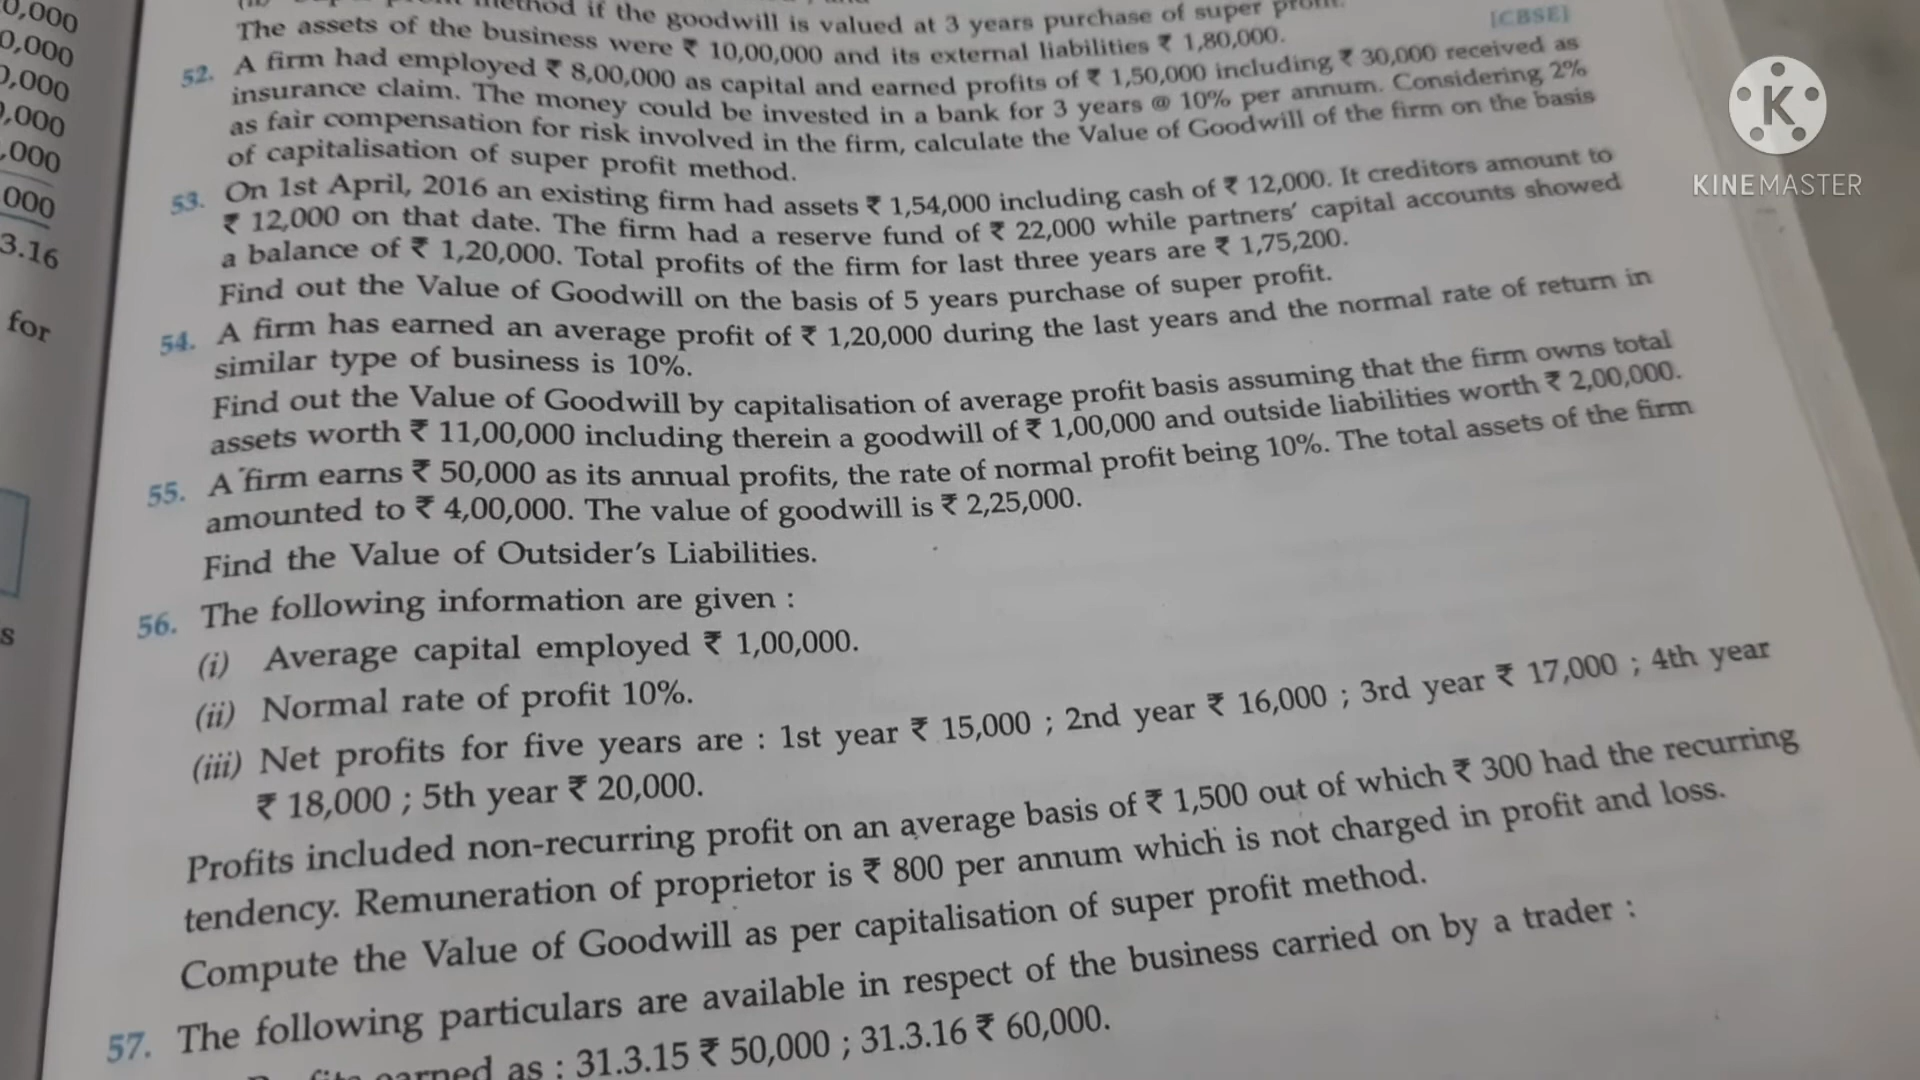 0,000
0,000
0,000
,000
,000
000
3.16
for
s
method if the goodwill is valued at 3 years purchase of super profit.
The assets of the business were ₹ 10,00,000 and its external liabilities ₹ 1,80,000.
[CBSE]
52. A firm had employed ₹ 8,00,000 as capital and earned profits of ₹ 1,50,000 including ₹ 30,000 received as
insurance claim. The money could be invested in a bank for 3 years @ 10% per annum. Considering 2%
as fair compensation for risk involved in the firm, calculate the Value of Goodwill of the firm on the basis
of capitalisation of super profit method.
53. On 1st April, 2016 an existing firm had assets ₹ 1,54,000 including cash of ₹ 12,000. It creditors amount to
₹ 12,000 on that date. The firm had a reserve fund of ₹ 22,000 while partners' capital accounts showed
a balance of ₹ 1,20,000. Total profits of the firm for last three years are ₹ 1,75,200.
Find out the Value of Goodwill on the basis of 5 years purchase of super profit.
54. A firm has earned an average profit of ₹ 1,20,000 during the last years and the normal rate of return in
similar type of business is 10%.
Find out the Value of Goodwill by capitalisation of average profit basis assuming that the firm owns total
assets worth ₹ 11,00,000 including therein a goodwill of ₹ 1,00,000 and outside liabilities worth ₹ 2,00,000.
55. A firm earns ₹ 50,000 as its annual profits, the rate of normal profit being 10%. The total assets of the firm
amounted to ₹ 4,00,000. The value of goodwill is ₹ 2,25,000.
Find the Value of Outsider's Liabilities.
56. The following information are given :
(i) Average capital employed ₹ 1,00,000.
(ii) Normal rate of profit 10%.
(iii) Net profits for five years are : 1st year ₹ 15,000 ; 2nd year ₹ 16,000 ; 3rd year ₹ 17,000 ; 4th year
₹ 18,000 ; 5th year ₹ 20,000.
Profits included non-recurring profit on an average basis of ₹ 1,500 out of which ₹ 300 had the recurring
tendency. Remuneration of proprietor is ₹ 800 per annum which is not charged in profit and loss.
Compute the Value of Goodwill as per capitalisation of super profit method.
57. The following particulars are available in respect of the business carried on by a trader :
earned as : 31.3.15 ₹ 50,000 ; 31.3.16 ₹ 60,000.
K
KINEMASTER